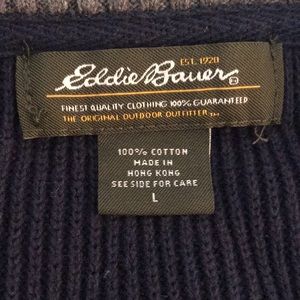 EST. 1920
Eddie Bauer
FINEST QUALITY CLOTHING 100% GUARANTEED
THE ORIGINAL OUTDOOR OUTFITTER
100% COTTON
MADE IN
HONG KONG
SEE SIDE FOR CARE
L